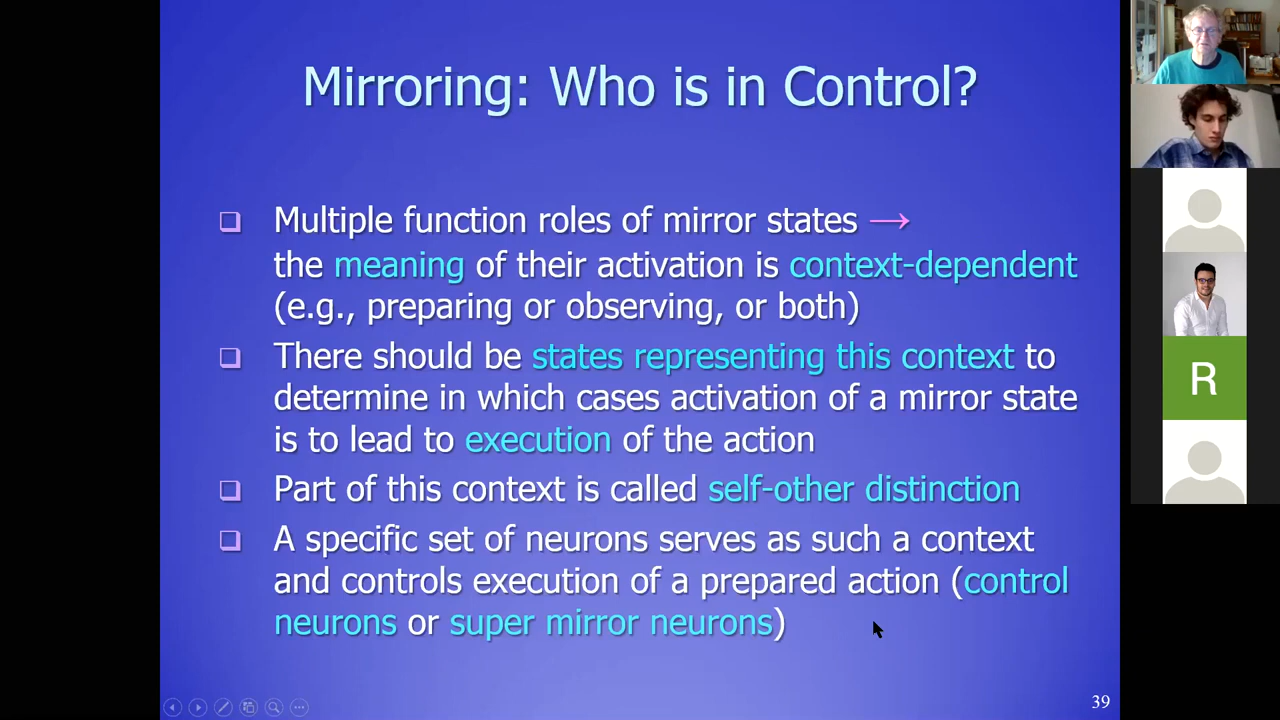 Mirroring: Who is in Control?
Multiple function roles of mirror states →
the meaning of their activation is context-dependent
(e.g., preparing or observing, or both)
There should be states representing this context to
determine in which cases activation of a mirror state
is to lead to execution of the action
Part of this context is called self-other distinction
A specific set of neurons serves as such a context
and controls execution of a prepared action (control
neurons or super mirror neurons)
39
R